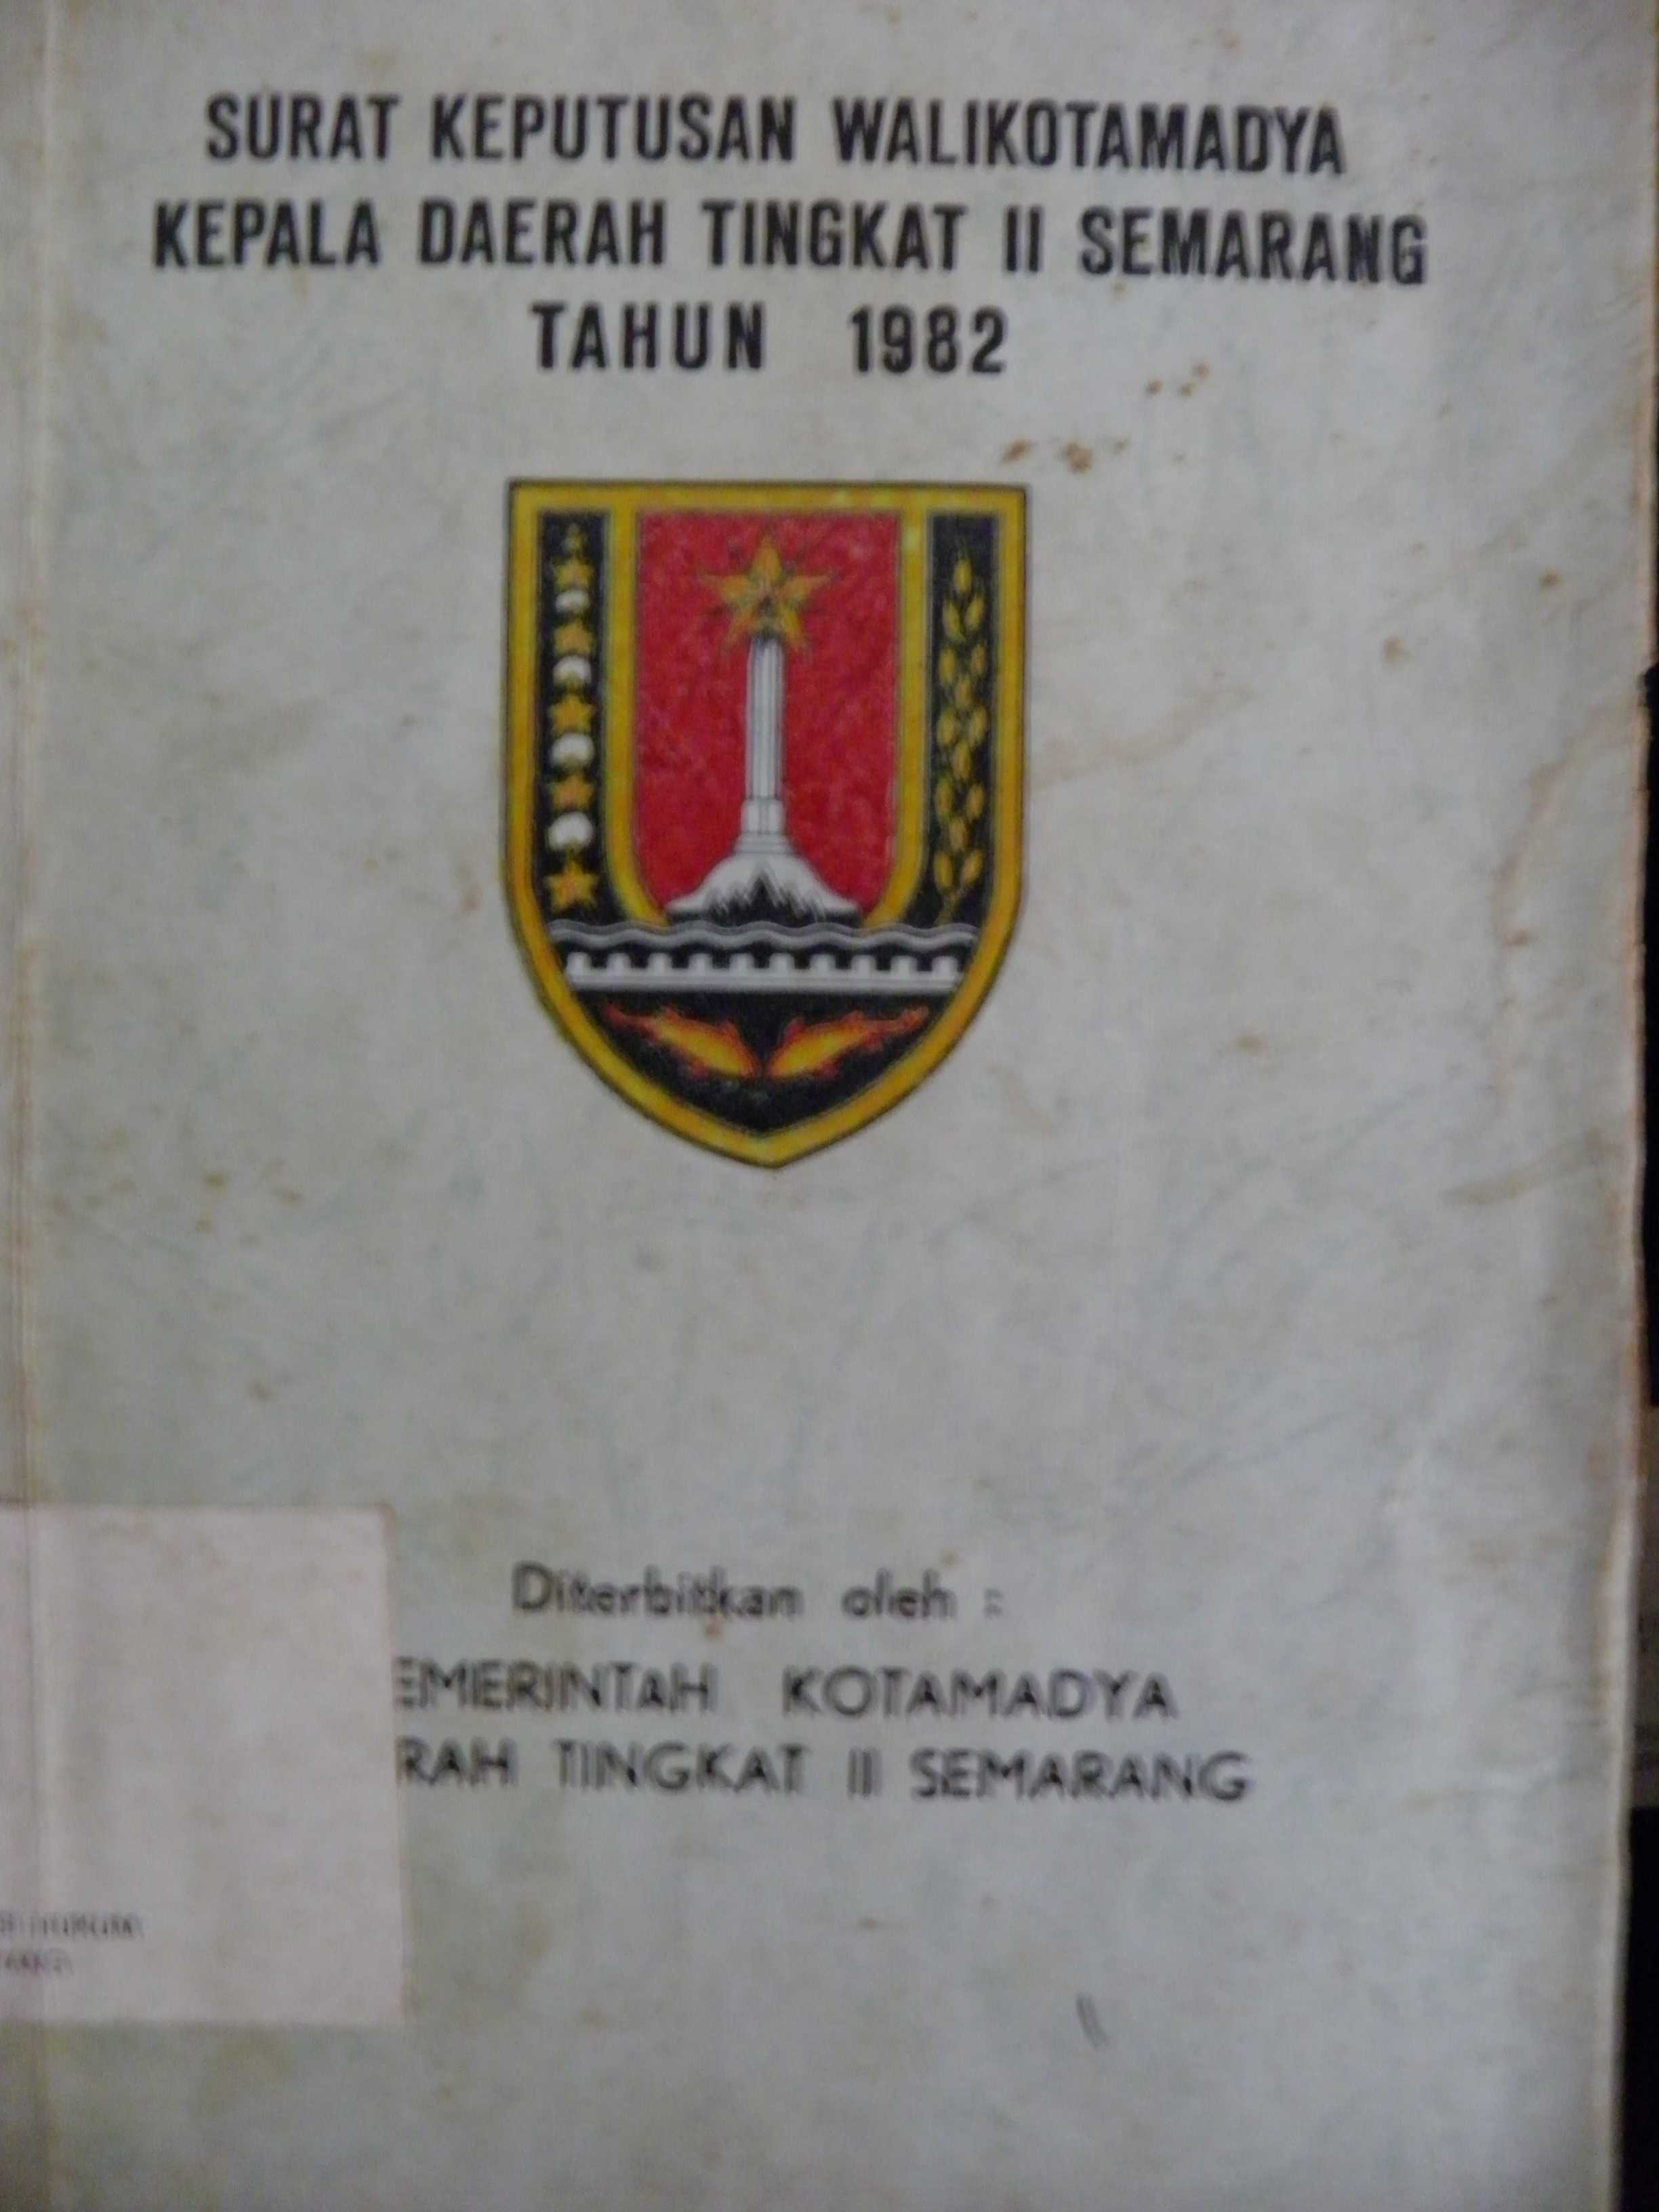 SURAT KEPUTUSAN WALIKOTAMADYA
KEPALA DAERAH TINGKAT II SEMARANG
TAHUN 1982
Diterbitkan oleh :
EMERINTAH KOTAMADYA
RAH TINGKAT II SEMARANG